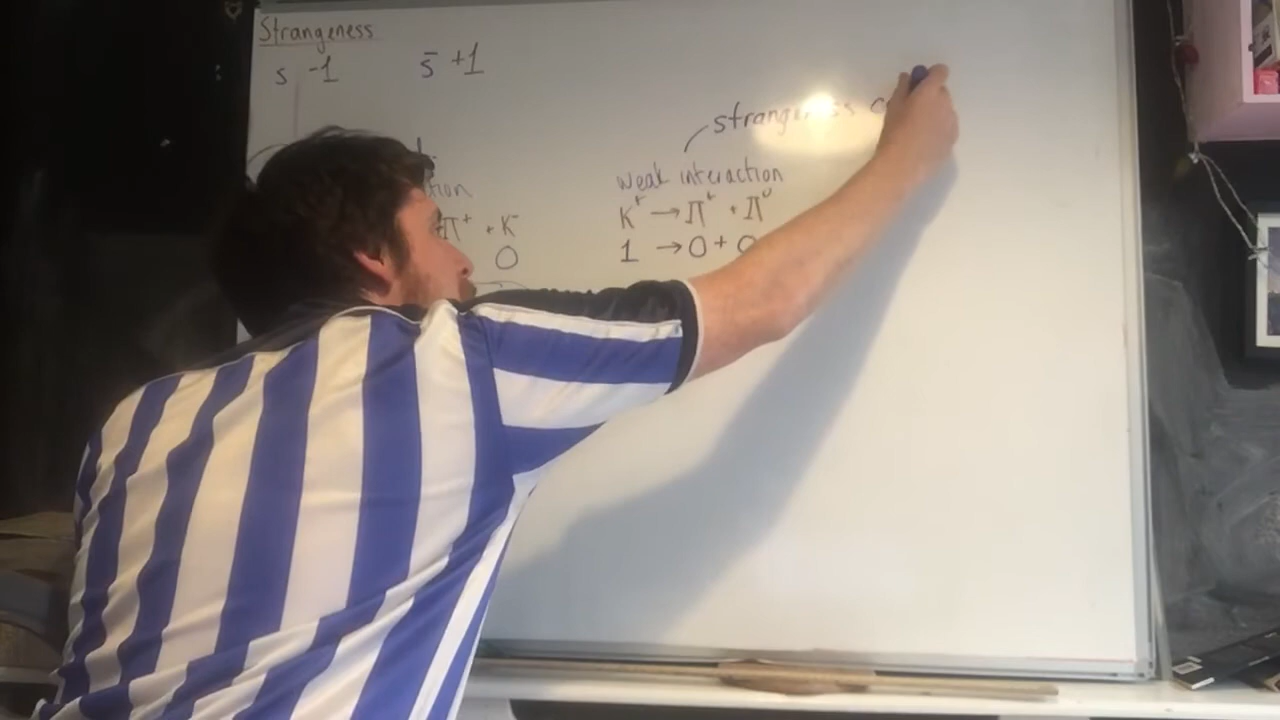 Strangeness
s -1 s̄ +1
weak interaction
π⁺ + K⁻
K⁺ → π⁺ + π⁰
0
1 → 0 + 0